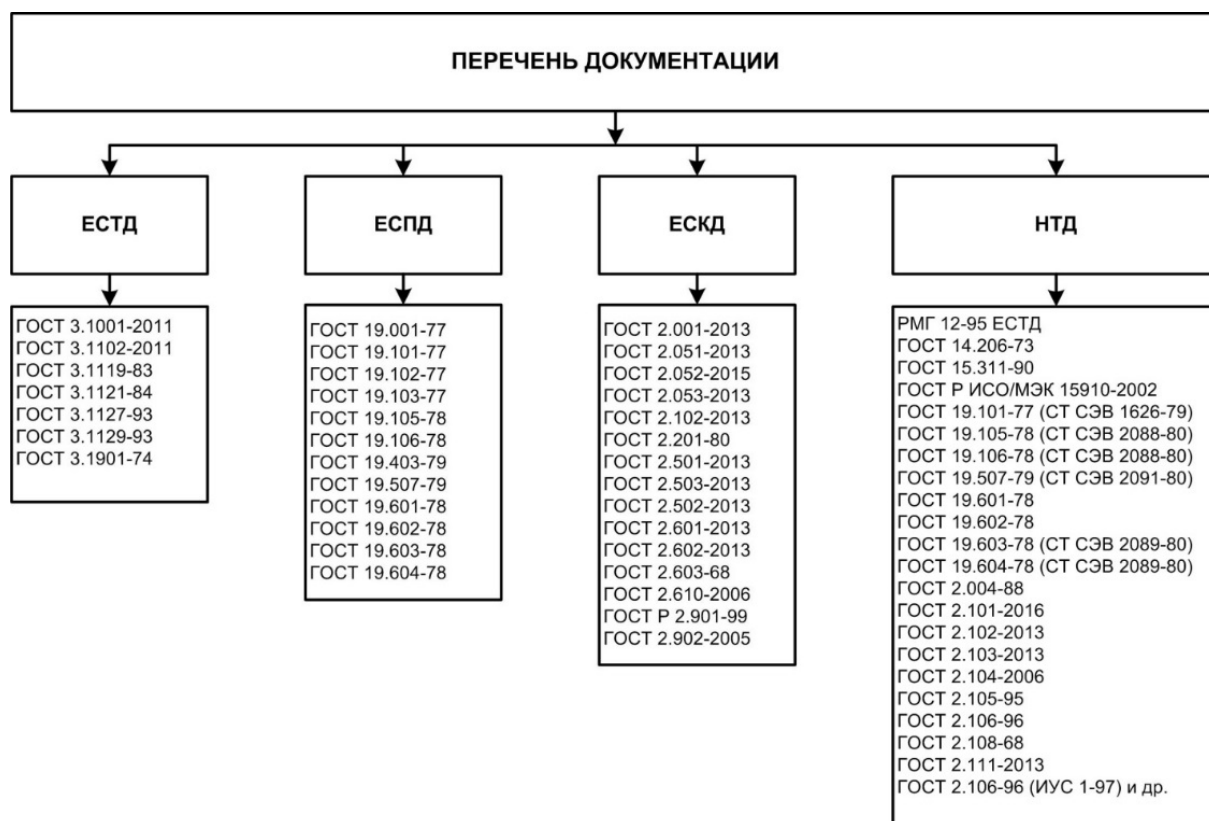 ПЕРЕЧЕНЬ ДОКУМЕНТАЦИИ
ЕСТД
ГОСТ 3.1001-2011
ГОСТ 3.1102-2011
ГОСТ 3.1119-83
ГОСТ 3.1121-84
ГОСТ 3.1127-93
ГОСТ 3.1129-93
ГОСТ 3.1901-74
ЕСПД
ГОСТ 19.001-77
ГОСТ 19.101-77
ГОСТ 19.102-77
ГОСТ 19.103-77
ГОСТ 19.105-78
ГОСТ 19.106-78
ГОСТ 19.403-79
ГОСТ 19.507-79
ГОСТ 19.601-78
ГОСТ 19.602-78
ГОСТ 19.603-78
ГОСТ 19.604-78
ЕСКД
ГОСТ 2.001-2013
ГОСТ 2.051-2013
ГОСТ 2.052-2015
ГОСТ 2.053-2013
ГОСТ 2.102-2013
ГОСТ 2.201-80
ГОСТ 2.501-2013
ГОСТ 2.503-2013
ГОСТ 2.502-2013
ГОСТ 2.601-2013
ГОСТ 2.602-2013
ГОСТ 2.603-68
ГОСТ 2.610-2006
ГОСТ Р 2.901-99
ГОСТ 2.902-2005
НТД
РМГ 12-95 ЕСТД
ГОСТ 14.206-73
ГОСТ 15.311-90
ГОСТ Р ИСО/МЭК 15910-2002
ГОСТ 19.101-77 (СТ СЭВ 1626-79)
ГОСТ 19.105-78 (СТ СЭВ 2088-80)
ГОСТ 19.106-78 (СТ СЭВ 2088-80)
ГОСТ 19.507-79 (СТ СЭВ 2091-80)
ГОСТ 19.601-78
ГОСТ 19.602-78
ГОСТ 19.603-78 (СТ СЭВ 2089-80)
ГОСТ 19.604-78 (СТ СЭВ 2089-80)
ГОСТ 2.004-88
ГОСТ 2.101-2016
ГОСТ 2.102-2013
ГОСТ 2.103-2013
ГОСТ 2.104-2006
ГОСТ 2.105-95
ГОСТ 2.106-96
ГОСТ 2.108-68
ГОСТ 2.111-2013
ГОСТ 2.106-96 (ИУС 1-97) и др.